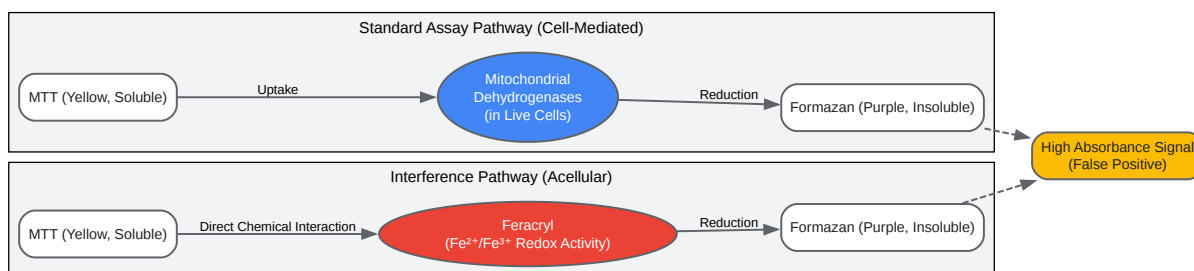 Standard Assay Pathway (Cell-Mediated)
MTT (Yellow, Soluble)
Uptake
Mitochondrial
Dehydrogenases
(in Live Cells)
Reduction
Formazan (Purple, Insoluble)
High Absorbance Signal
(False Positive)
Interference Pathway (Acellular)
MTT (Yellow, Soluble)
Direct Chemical Interaction
Feracryl
(Fe²⁺/Fe³⁺ Redox Activity)
Reduction
Formazan (Purple, Insoluble)